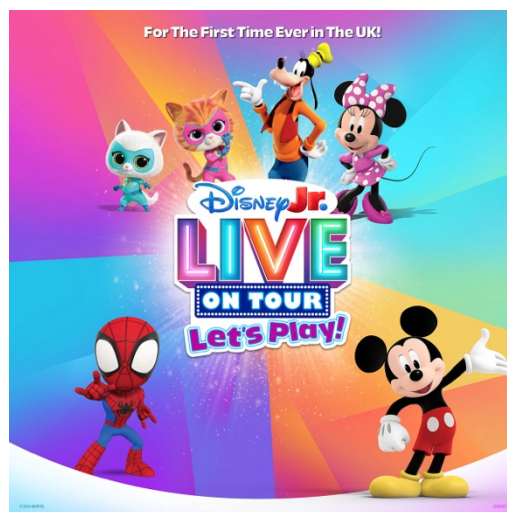 For The First Time Ever in The UK!
Disney Jr.
LIVE
ON TOUR
Let's Play!